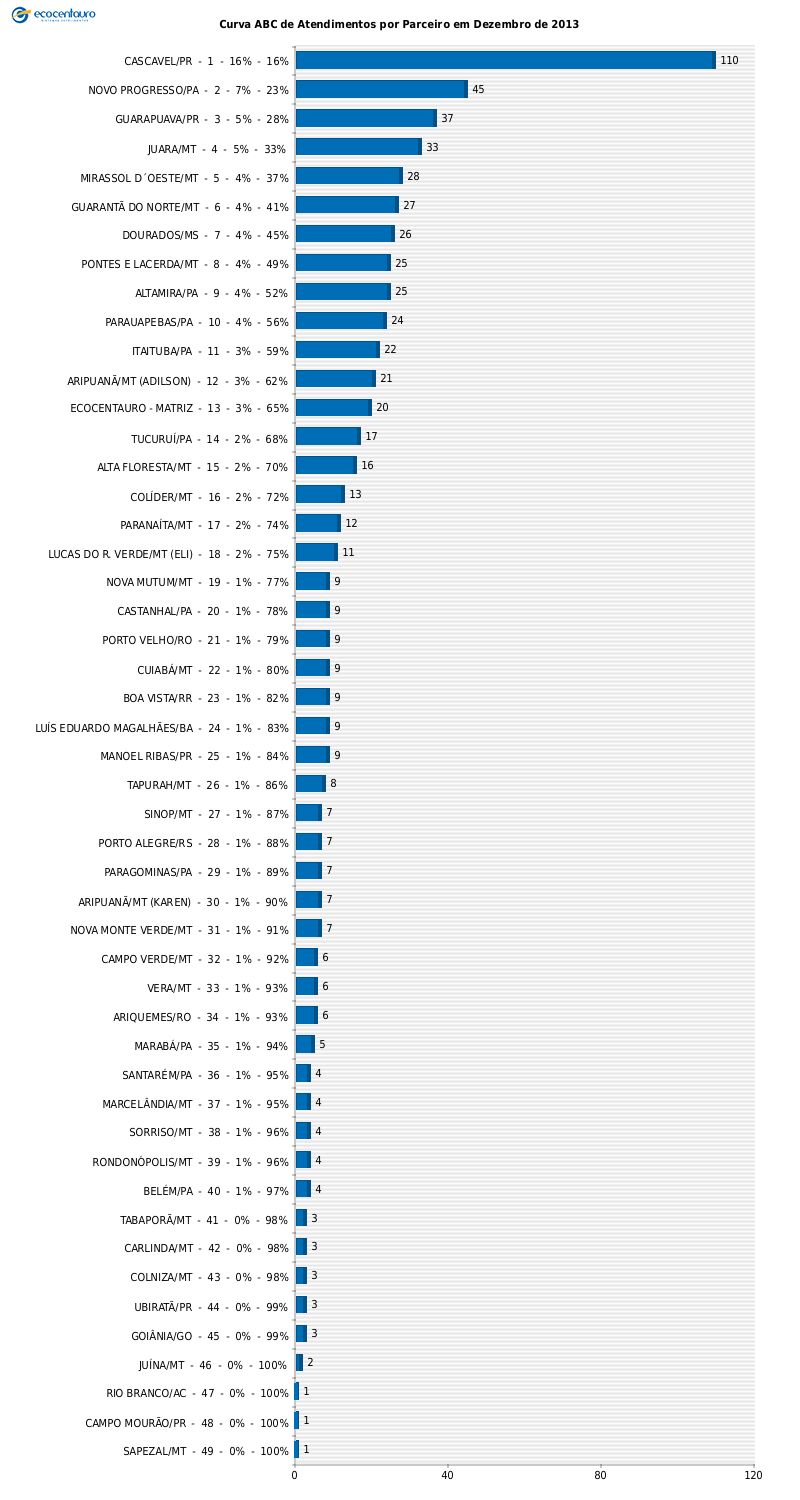 ecocentauro
Curva ABC de Atendimentos por Parceiro em Dezembro de 2013
CASCAVEL/PR - 1 - 16% - 16% 110
NOVO PROGRESSO/PA - 2 - 7% - 23% 45
GUARAPUAVA/PR - 3 - 5% - 28% 37
JUARA/MT - 4 - 5% - 33% 33
MIRASSOL D´OESTE/MT - 5 - 4% - 37% 28
GUARANTÃ DO NORTE/MT - 6 - 4% - 41% 27
DOURADOS/MS - 7 - 4% - 45% 26
PONTES E LACERDA/MT - 8 - 4% - 49% 25
ALTAMIRA/PA - 9 - 4% - 52% 25
PARAUAPEBAS/PA - 10 - 4% - 56% 24
ITAITUBA/PA - 11 - 3% - 59% 22
ARIPUANÃ/MT (ADILSON) - 12 - 3% - 62% 21
ECOCENTAURO - MATRIZ - 13 - 3% - 65% 20
TUCURUÍ/PA - 14 - 2% - 68% 17
ALTA FLORESTA/MT - 15 - 2% - 70% 16
COLÍDER/MT - 16 - 2% - 72% 13
PARANAÍTA/MT - 17 - 2% - 74% 12
LUCAS DO R. VERDE/MT (ELI) - 18 - 2% - 75% 11
NOVA MUTUM/MT - 19 - 1% - 77% 9
CASTANHAL/PA - 20 - 1% - 78% 9
PORTO VELHO/RO - 21 - 1% - 79% 9
CUIABÁ/MT - 22 - 1% - 80% 9
BOA VISTA/RR - 23 - 1% - 82% 9
LUÍS EDUARDO MAGALHÃES/BA - 24 - 1% - 83% 9
MANOEL RIBAS/PR - 25 - 1% - 84% 9
TAPURAH/MT - 26 - 1% - 86% 8
SINOP/MT - 27 - 1% - 87% 7
PORTO ALEGRE/RS - 28 - 1% - 88% 7
PARAGOMINAS/PA - 29 - 1% - 89% 7
ARIPUANÃ/MT (KAREN) - 30 - 1% - 90% 7
NOVA MONTE VERDE/MT - 31 - 1% - 91% 7
CAMPO VERDE/MT - 32 - 1% - 92% 6
VERA/MT - 33 - 1% - 93% 6
ARIQUEMES/RO - 34 - 1% - 93% 6
MARABÁ/PA - 35 - 1% - 94% 5
SANTARÉM/PA - 36 - 1% - 95% 4
MARCELÂNDIA/MT - 37 - 1% - 95% 4
SORRISO/MT - 38 - 1% - 96% 4
RONDONÓPOLIS/MT - 39 - 1% - 96% 4
BELÉM/PA - 40 - 1% - 97% 4
TABAPORÃ/MT - 41 - 0% - 98% 3
CARLINDA/MT - 42 - 0% - 98% 3
COLNIZA/MT - 43 - 0% - 98% 3
UBIRATÃ/PR - 44 - 0% - 99% 3
GOIÂNIA/GO - 45 - 0% - 99% 3
JUÍNA/MT - 46 - 0% - 100% 2
RIO BRANCO/AC - 47 - 0% - 100% 1
CAMPO MOURÃO/PR - 48 - 0% - 100% 1
SAPEZAL/MT - 49 - 0% - 100% 1
0 40 80 120